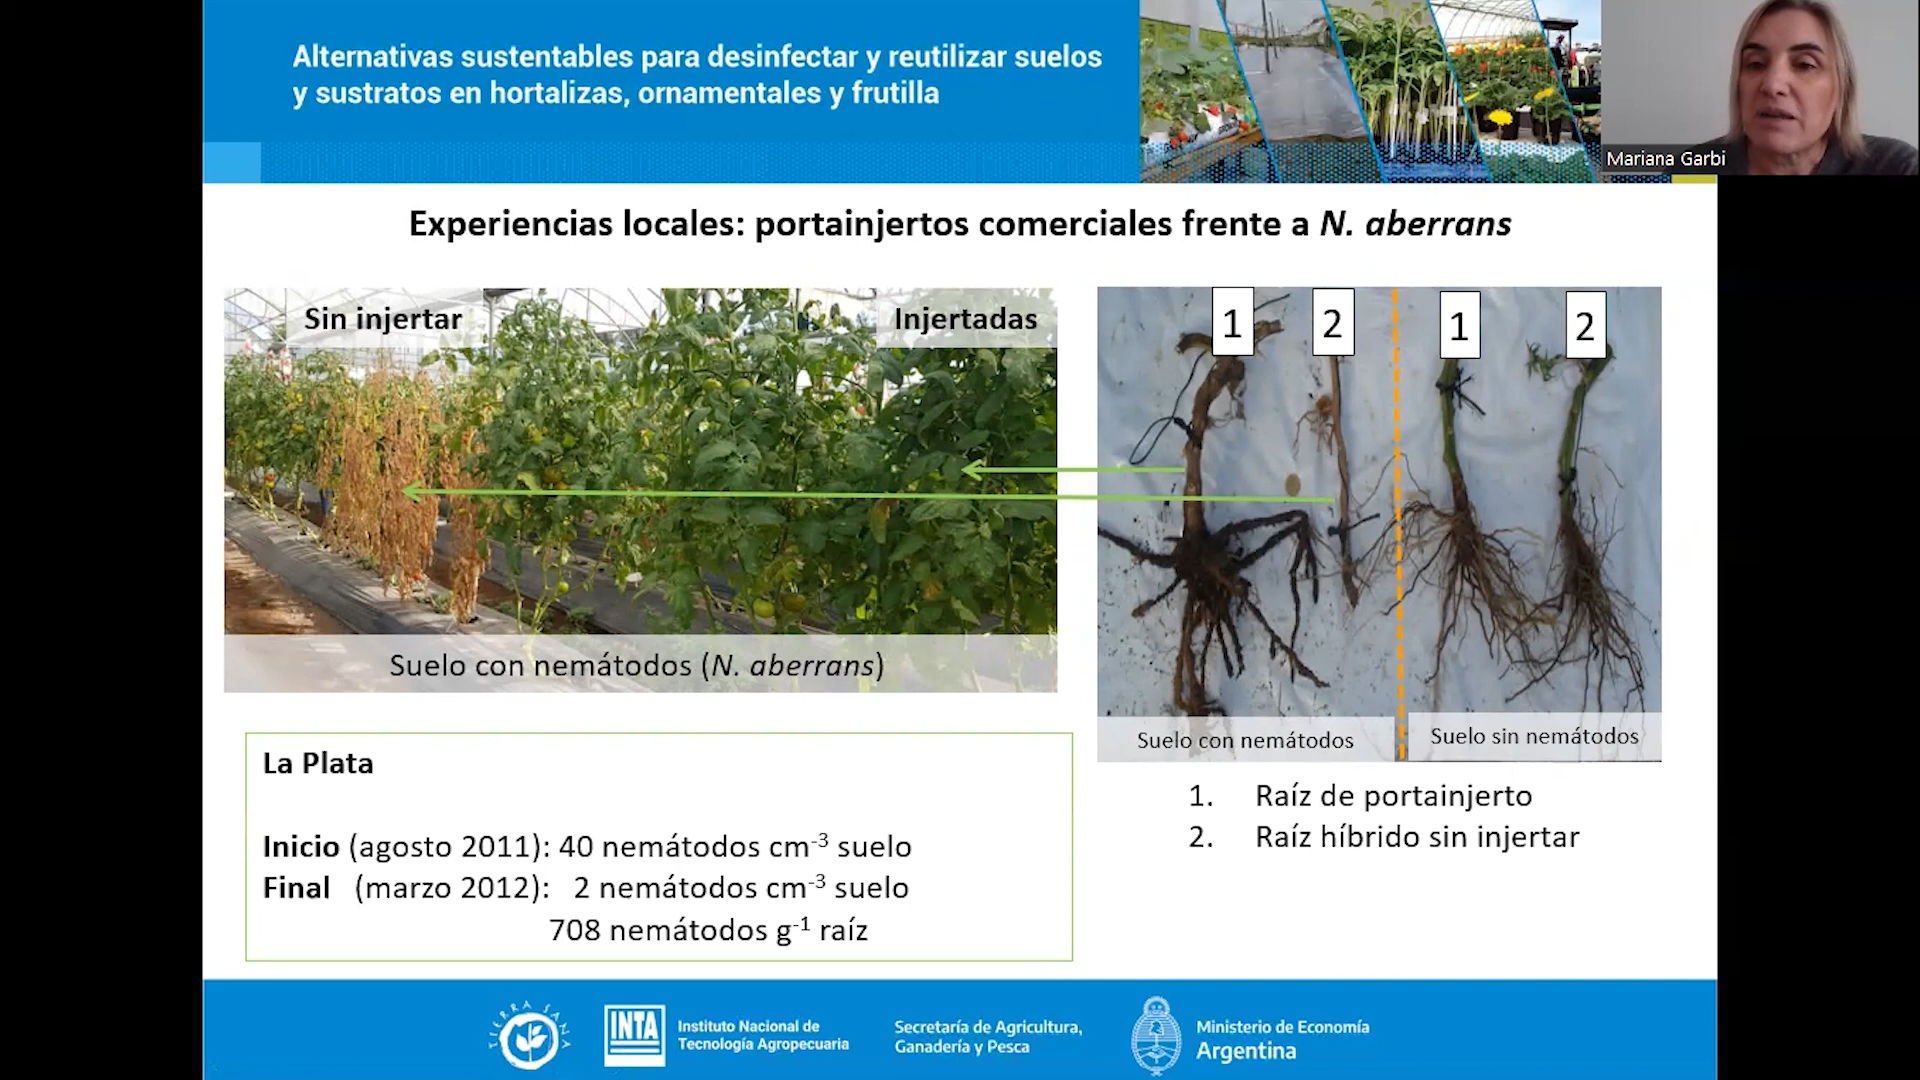 Alternativas sustentables para desinfectar y reutilizar suelos
y sustratos en hortalizas, ornamentales y frutilla
Mariana Garbi
Experiencias locales: portainjertos comerciales frente a N. aberrans
Sin injertar
Injertadas
Suelo con nemátodos (N. aberrans)
1
2
1
2
Suelo con nemátodos
Suelo sin nemátodos
1. Raíz de portainjerto
2. Raíz híbrido sin injertar
La Plata
Inicio (agosto 2011): 40 nemátodos cm⁻³ suelo
Final (marzo 2012): 2 nemátodos cm⁻³ suelo
708 nemátodos g⁻¹ raíz
TIERRA SANA
INTA
Instituto Nacional de
Tecnología Agropecuaria
Secretaría de Agricultura,
Ganadería y Pesca
Ministerio de Economía
Argentina